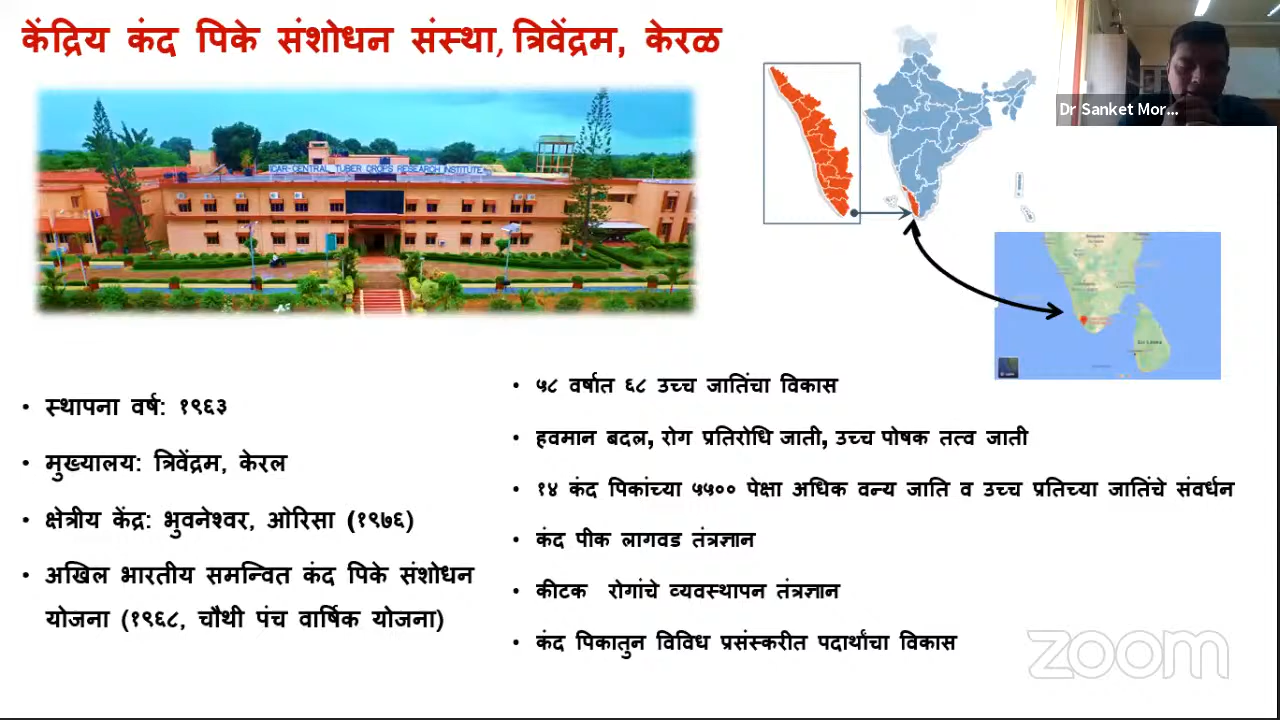 केंद्रिय कंद पिके संशोधन संस्था, त्रिवेंद्रम, केरळ
Dr Sanket Mor...
ICAR-CENTRAL TUBER CROPS RESEARCH INSTITUTE
Sri Lanka
• स्थापना वर्ष: १९६३
• मुख्यालय: त्रिवेंद्रम, केरल
• क्षेत्रीय केंद्र: भुवनेश्वर, ओरिसा (१९७६)
• अखिल भारतीय समन्वित कंद पिके संशोधन
योजना (१९६८, चौथी पंच वार्षिक योजना)
• ५८ वर्षात ६८ उच्च जातिंचा विकास
• हवमान बदल, रोग प्रतिरोधि जाती, उच्च पोषक तत्व जाती
• १४ कंद पिकांच्या ५५०० पेक्षा अधिक वन्य जाति व उच्च प्रतिच्या जातिंचे संवर्धन
• कंद पीक लागवड तंत्रज्ञान
• कीटक रोगांचे व्यवस्थापन तंत्रज्ञान
• कंद पिकातुन विविध प्रसंस्करीत पदार्थांचा विकास
zoom